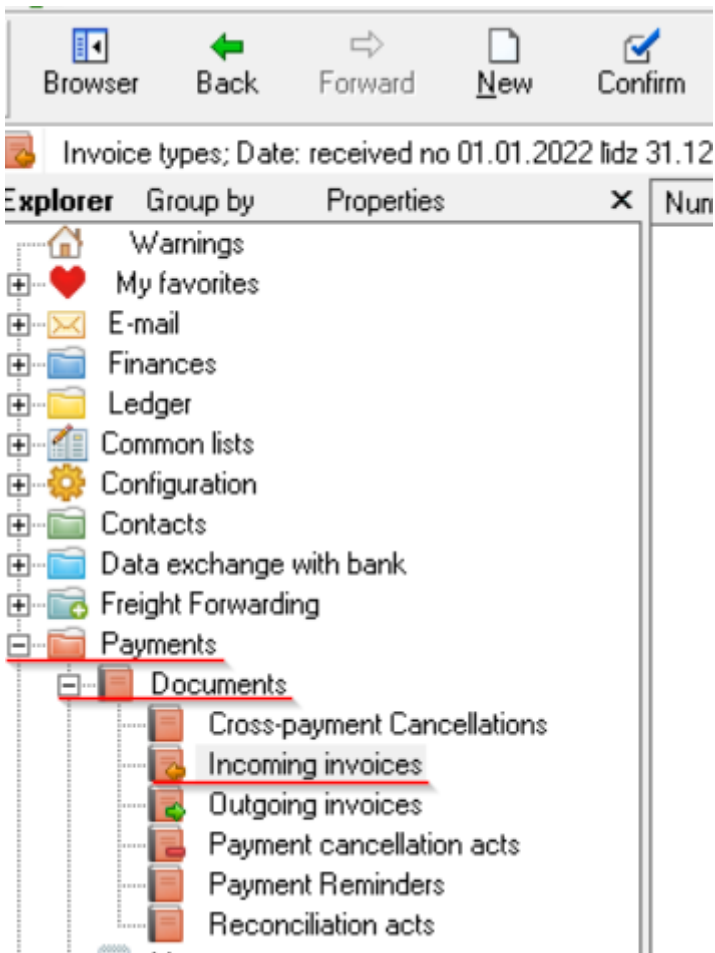 Browser Back Forward New Confirm
Invoice types; Date: received no 01.01.2022 līdz 31.12
Explorer Group by Properties
Warnings
My favorites
E-mail
Finances
Ledger
Common lists
Configuration
Contacts
Data exchange with bank
Freight Forwarding
Payments
Documents
Cross-payment Cancellations
Incoming invoices
Outgoing invoices
Payment cancellation acts
Payment Reminders
Reconciliation acts